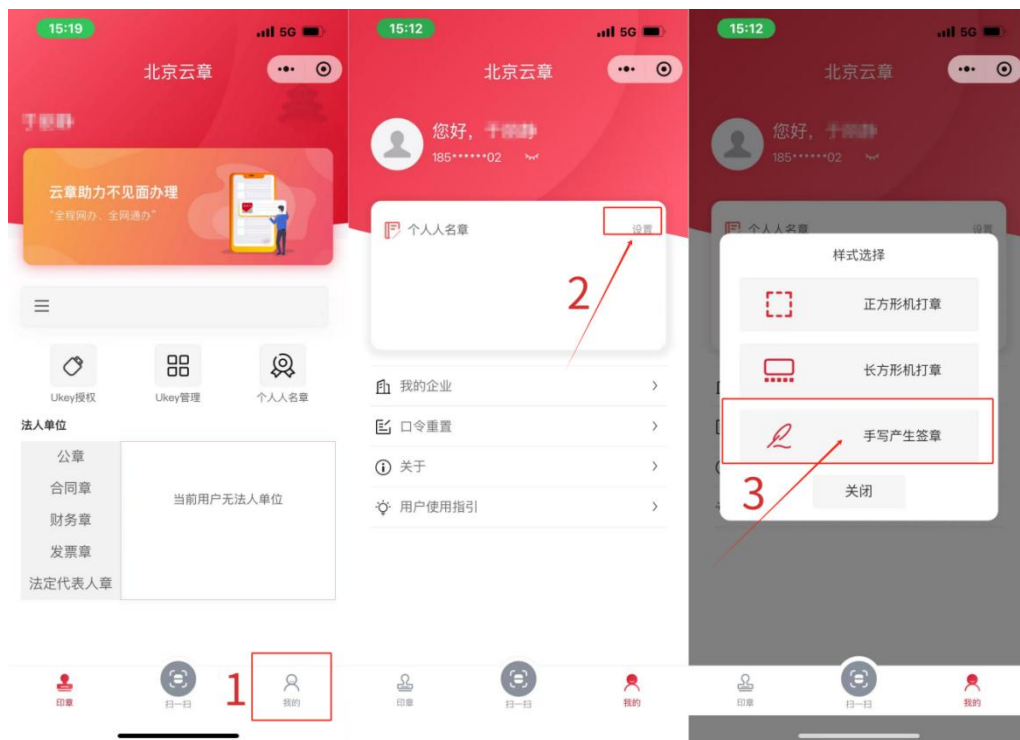 15:19
5G
北京云章
云章助力不见面办理
“全程网办、全网通办”
Ukey授权
Ukey管理
个人人名章
法人单位
公章
合同章
财务章
发票章
法定代表人章
当前用户无法人单位
印章
扫一扫
1
我的
15:12
5G
北京云章
您好,
185******02
个人人名章
设置
2
我的企业
口令重置
关于
用户使用指引
印章
扫一扫
我的
15:12
5G
北京云章
您好,
185******02
个人人名章
设置
样式选择
正方形机打章
长方形机打章
手写产生签章
3
关闭
印章
扫一扫
我的